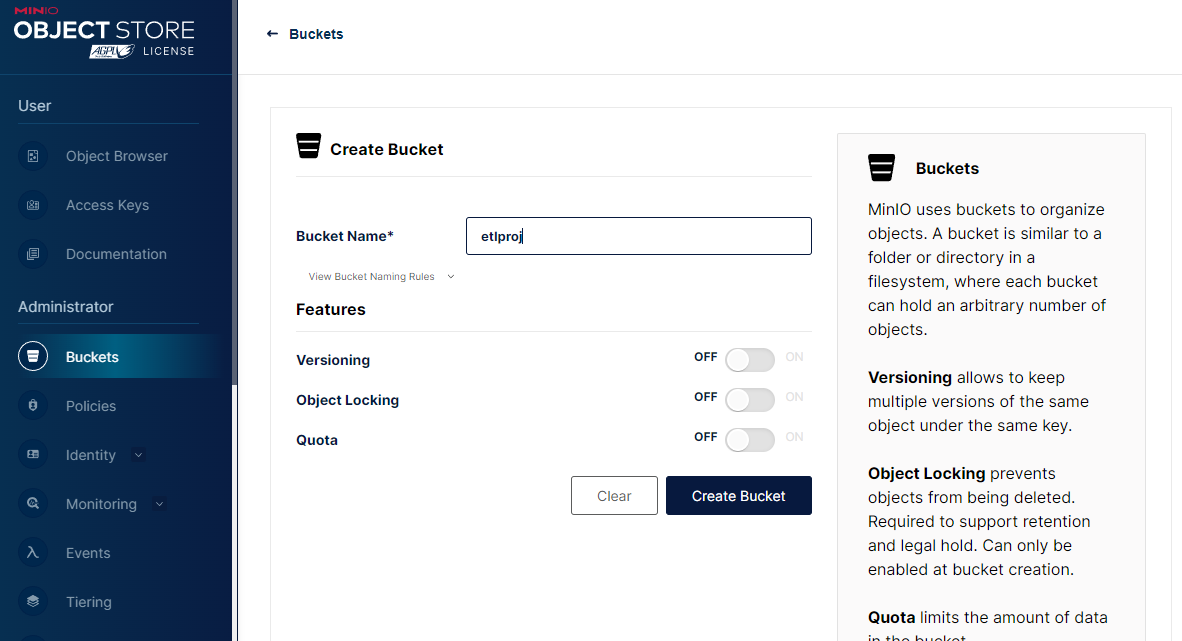 MINIO
OBJECT STORE
AGPLv3 LICENSE
User
Object Browser
Access Keys
Documentation
Administrator
Buckets
Policies
Identity
Monitoring
Events
Tiering
← Buckets
Create Bucket
Bucket Name*
etlproj
View Bucket Naming Rules
Features
Versioning
OFF ON
Object Locking
OFF ON
Quota
OFF ON
Clear
Create Bucket
Buckets
MinIO uses buckets to organize
objects. A bucket is similar to a
folder or directory in a
filesystem, where each bucket
can hold an arbitrary number of
objects.
Versioning allows to keep
multiple versions of the same
object under the same key.
Object Locking prevents
objects from being deleted.
Required to support retention
and legal hold. Can only be
enabled at bucket creation.
Quota limits the amount of data
in the bucket.